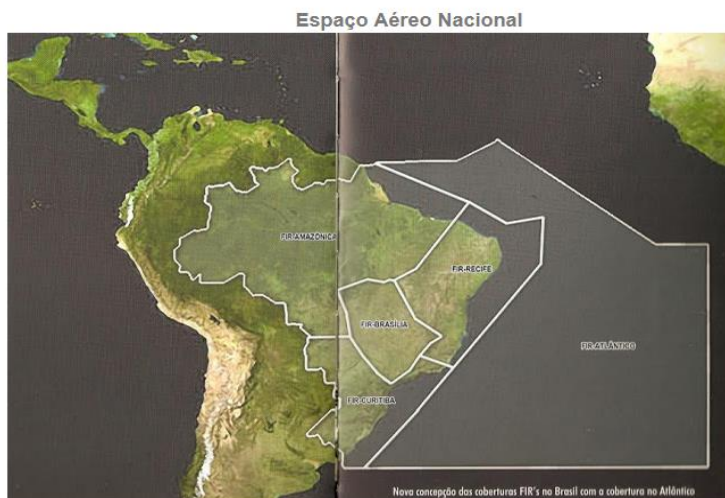 Espaço Aéreo Nacional
FIR-AMAZÔNICA
FIR-RECIFE
FIR-BRASÍLIA
FIR-ATLÂNTICO
FIR-CURITIBA
Nova concepção das coberturas FIR's no Brasil com a cobertura no Atlântico